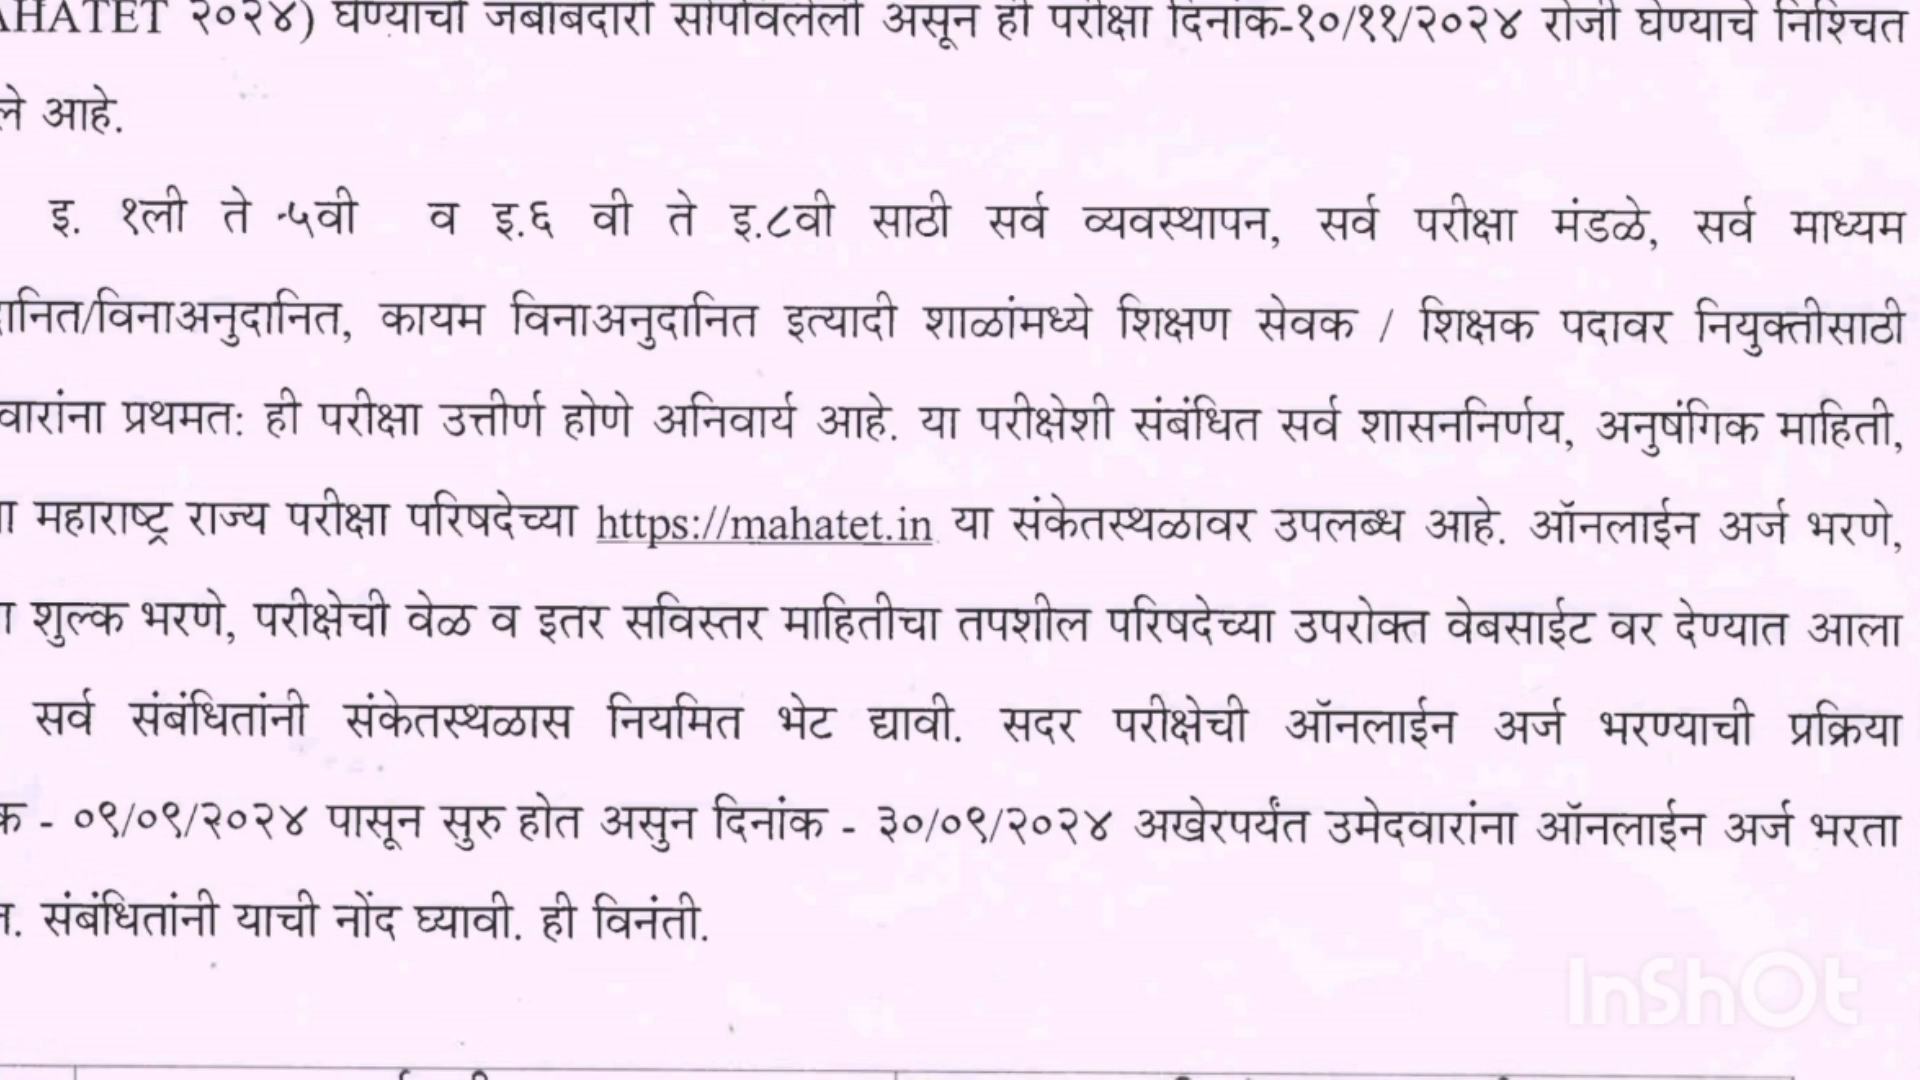 AHATET २०२४) घेण्याची जबाबदारी सोपविलेली असून ही परीक्षा दिनांक-१०/११/२०२४ रोजी घेण्याचे निश्चित
ले आहे.
इ. १ली ते -५वी व इ.६ वी ते इ.८वी साठी सर्व व्यवस्थापन, सर्व परीक्षा मंडळे, सर्व माध्यम
दानित/विनाअनुदानित, कायम विनाअनुदानित इत्यादी शाळांमध्ये शिक्षण सेवक / शिक्षक पदावर नियुक्तीसाठी
वारांना प्रथमत: ही परीक्षा उत्तीर्ण होणे अनिवार्य आहे. या परीक्षेशी संबंधित सर्व शासननिर्णय, अनुषंगिक माहिती,
महाराष्ट्र राज्य परीक्षा परिषदेच्या https://mahatet.in या संकेतस्थळावर उपलब्ध आहे. ऑनलाईन अर्ज भरणे,
शुल्क भरणे, परीक्षेची वेळ व इतर सविस्तर माहितीचा तपशील परिषदेच्या उपरोक्त वेबसाईट वर देण्यात आला
सर्व संबंधितांनी संकेतस्थळास नियमित भेट द्यावी. सदर परीक्षेची ऑनलाईन अर्ज भरण्याची प्रक्रिया
क - ०९/०९/२०२४ पासून सुरु होत असुन दिनांक - ३०/०९/२०२४ अखेरपर्यंत उमेदवारांना ऑनलाईन अर्ज भरता
त. संबंधितांनी याची नोंद घ्यावी. ही विनंती.
InShOt